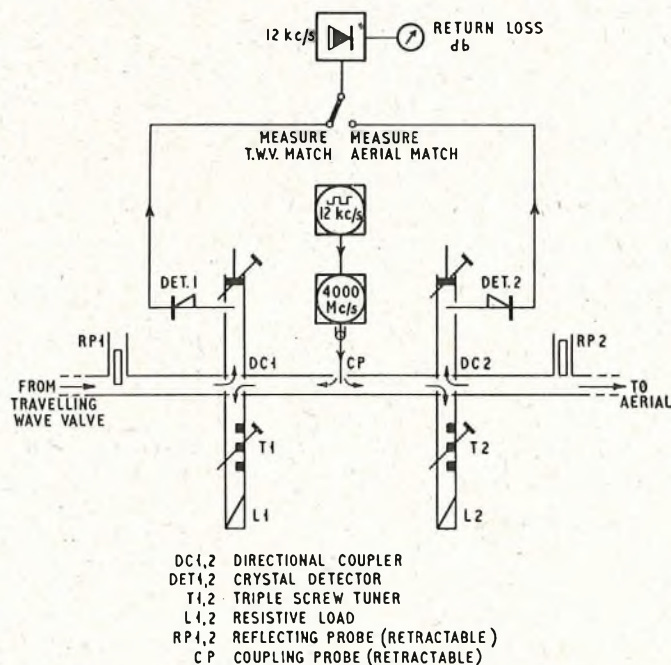 12 kc/s
RETURN LOSS
db
MEASURE
T.W.V. MATCH
MEASURE
AERIAL MATCH
12 kc/s
4000
Mc/s
DET.1
DET.2
RP1
DC1
CP
DC2
RP2
FROM
TRAVELLING
WAVE VALVE
TO
AERIAL
T1
T2
L1
L2
DC1,2 DIRECTIONAL COUPLER
DET1,2 CRYSTAL DETECTOR
T1,2 TRIPLE SCREW TUNER
L1,2 RESISTIVE LOAD
RP1,2 REFLECTING PROBE (RETRACTABLE)
CP COUPLING PROBE (RETRACTABLE)